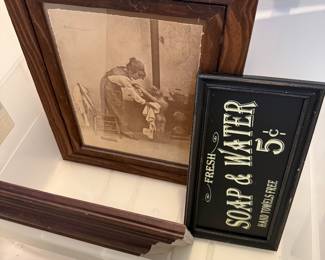 FRESH
SOAP & WATER
5¢
HAND TOWELS FREE